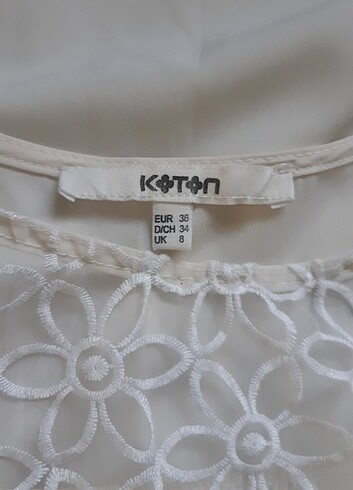 KOTON
EUR 36
D/CH 34
UK 8